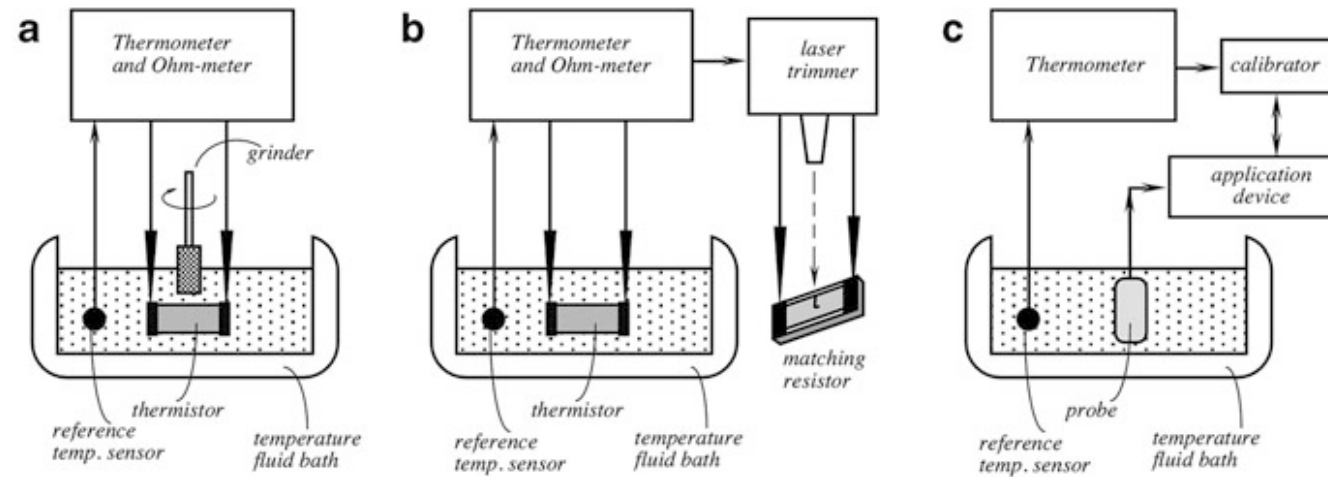 a
Thermometer
and Ohm-meter
grinder
thermistor
reference
temp. sensor
temperature
fluid bath
b
Thermometer
and Ohm-meter
laser
trimmer
matching
resistor
thermistor
reference
temp. sensor
temperature
fluid bath
c
Thermometer
calibrator
application
device
probe
reference
temp. sensor
temperature
fluid bath